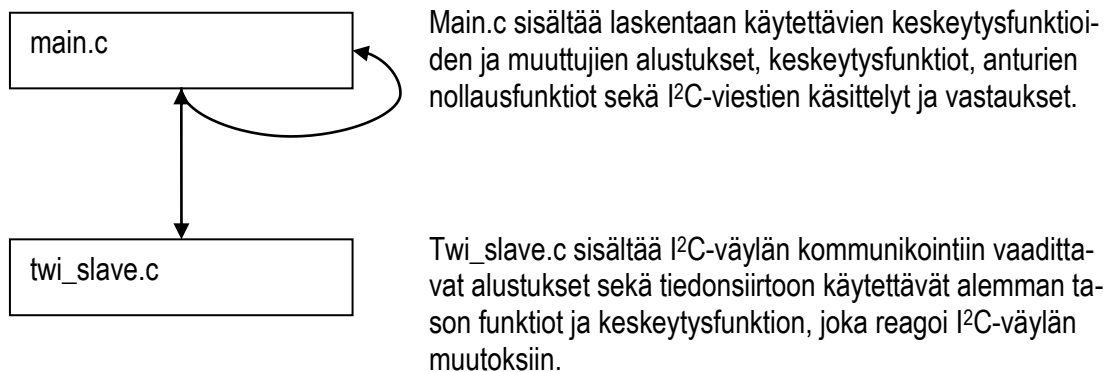 main.c
Main.c sisältää laskentaan käytettävien keskeytysfunktioi-
den ja muuttujien alustukset, keskeytysfunktiot, anturien
nollausfunktiot sekä I²C-viestien käsittelyt ja vastaukset.
twi_slave.c
Twi_slave.c sisältää I²C-väylän kommunikointiin vaaditta-
vat alustukset sekä tiedonsiirtoon käytettävät alemman ta-
son funktiot ja keskeytysfunktion, joka reagoi I²C-väylän
muutoksiin.